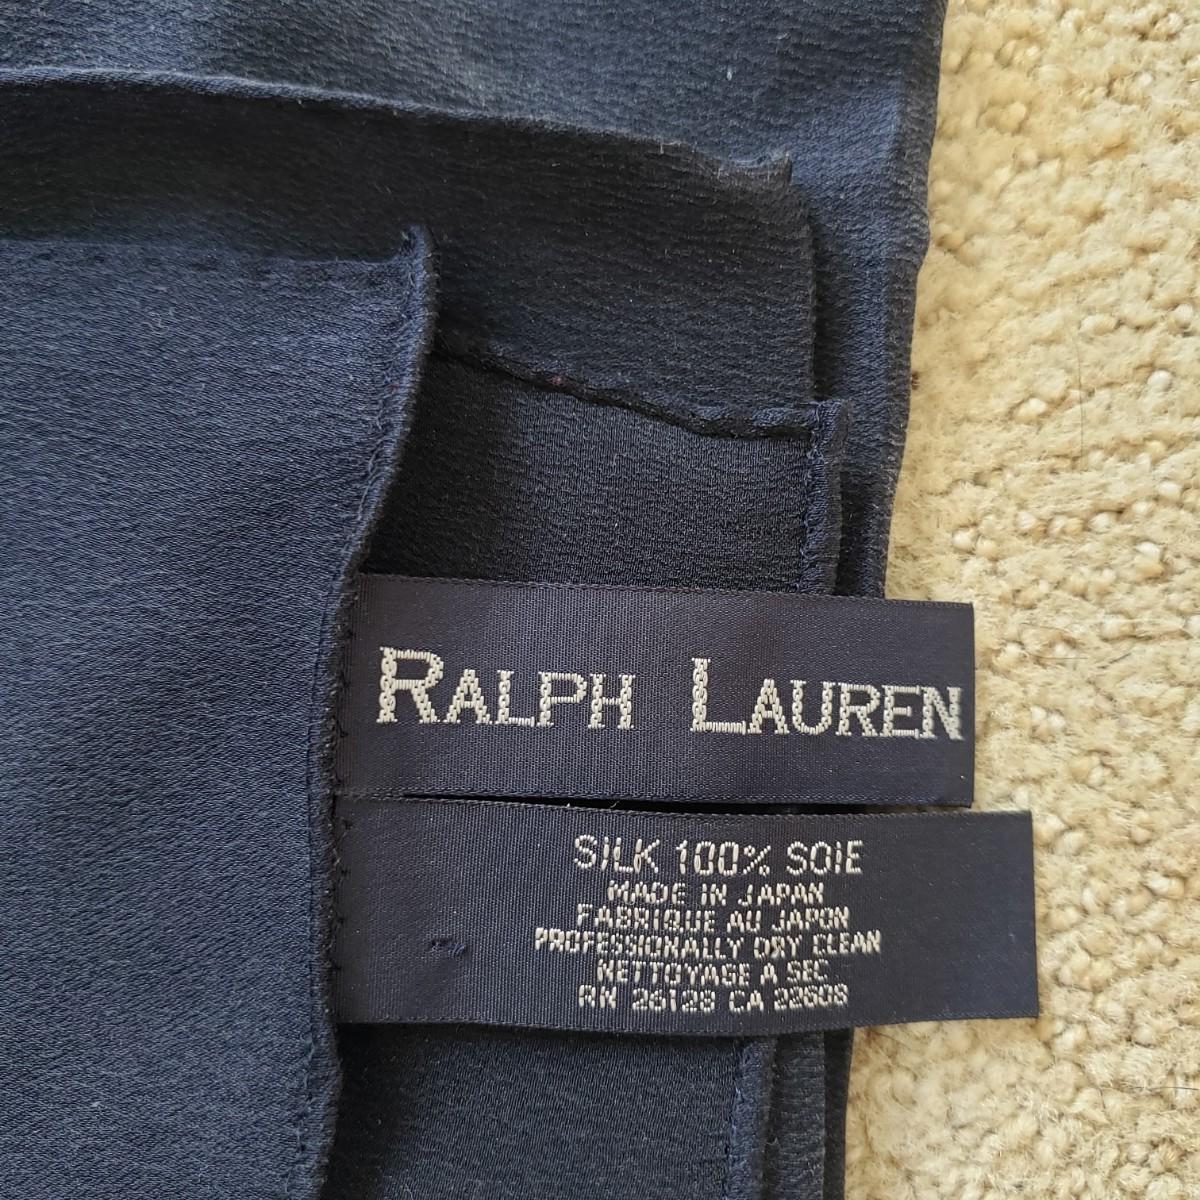 RALPH LAUREN
SILK 100% SOIE
MADE IN JAPAN
FABRIQUE AU JAPON
PROFESSIONALLY DRY CLEAN
NETTOYAGE A SEC
RN 26128 CA 22608